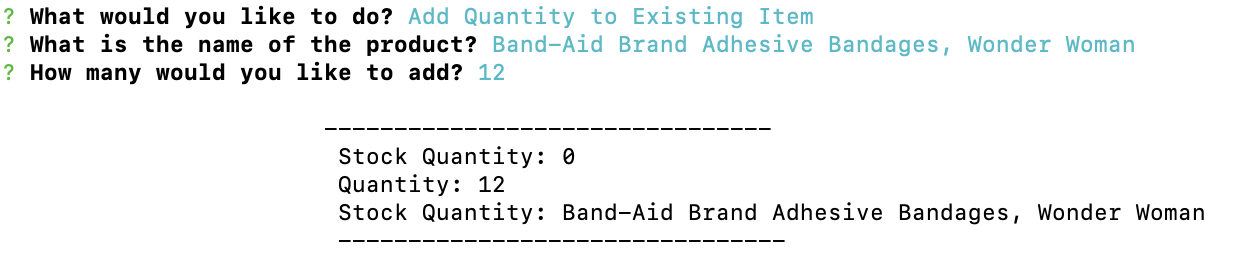 ? What would you like to do? Add Quantity to Existing Item
? What is the name of the product? Band-Aid Brand Adhesive Bandages, Wonder Woman
? How many would you like to add? 12
--------------------------------
Stock Quantity: 0
Quantity: 12
Stock Quantity: Band-Aid Brand Adhesive Bandages, Wonder Woman
--------------------------------